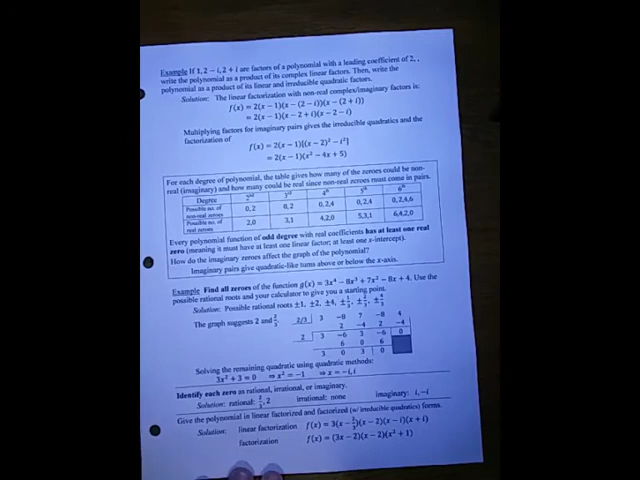 Example If 1, 2 − i, 2 + i are factors of a polynomial with a leading coefficient of 2, ,
write the polynomial as a product of its complex linear factors. Then, write the
polynomial as a product of its linear and irreducible quadratic factors.
Solution: The linear factorization with non-real complex/imaginary factors is:
f(x) = 2(x − 1)(x − (2 − i))(x − (2 + i))
= 2(x − 1)(x − 2 + i)(x − 2 − i)
Multiplying factors for imaginary pairs gives the irreducible quadratics and the
factorization of
f(x) = 2(x − 1)[(x − 2)² − i²]
= 2(x − 1)(x² − 4x + 5)
For each degree of polynomial, the table gives how many of the zeroes could be non-
real (imaginary) and how many could be real since non-real zeroes must come in pairs.
Degree 2nd 3rd 4th 5th 6th
Possible no. of non-real zeroes 0, 2 0, 2 0, 2, 4 0, 2, 4 0, 2, 4, 6
Possible no. of real zeroes 2,0 3,1 4,2,0 5,3,1 6,4,2,0
Every polynomial function of odd degree with real coefficients has at least one real
zero (meaning it must have at least one linear factor; at least one x-intercept).
How do the imaginary zeroes affect the graph of the polynomial?
Imaginary pairs give quadratic-like turns above or below the x-axis.
Example Find all zeroes of the function g(x) = 3x⁴ − 8x³ + 7x² − 8x + 4. Use the
possible rational roots and your calculator to give you a starting point.
Solution: Possible rational roots ±1, ±2, ±4, ±1/3, ±2/3, ±4/3
The graph suggests 2 and 2/3.
2/3 3 −8 7 −8 4
2 −4 2 −4
2 3 −6 3 −6 0
6 0 6
3 0 3 0
Solving the remaining quadratic using quadratic methods:
3x² + 3 = 0 ⇒ x² = −1 ⇒ x = −i, i
Identify each zero as rational, irrational, or imaginary.
Solution: rational: 2/3, 2 irrational: none imaginary: i, −i
Give the polynomial in linear factorized and factorized (w/ irreducible quadratics) forms.
Solution: linear factorization f(x) = 3(x − 2/3)(x − 2)(x − i)(x + i)
factorization f(x) = (3x − 2)(x − 2)(x² + 1)